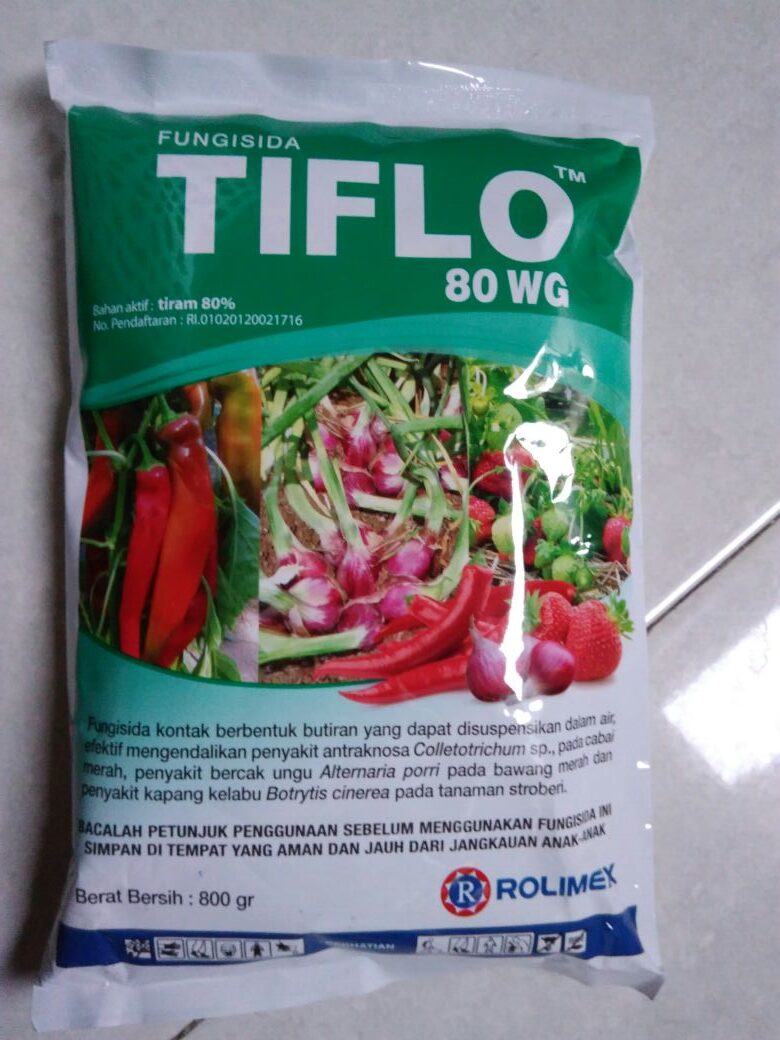 FUNGISIDA
TIFLO™
80 WG
Bahan aktif : tiram 80%
No. Pendaftaran : RI.01020120021716
Fungisida kontak berbentuk butiran yang dapat disuspensikan dalam air,
efektif mengendalikan penyakit antraknosa Colletotrichum sp., pada cabai
merah, penyakit bercak ungu Alternaria porri pada bawang merah dan
penyakit kapang kelabu Botrytis cinerea pada tanaman stroberi.
BACALAH PETUNJUK PENGGUNAAN SEBELUM MENGGUNAKAN FUNGISIDA INI
SIMPAN DI TEMPAT YANG AMAN DAN JAUH DARI JANGKAUAN ANAK-ANAK
Berat Bersih : 800 gr
R ROLIMEX